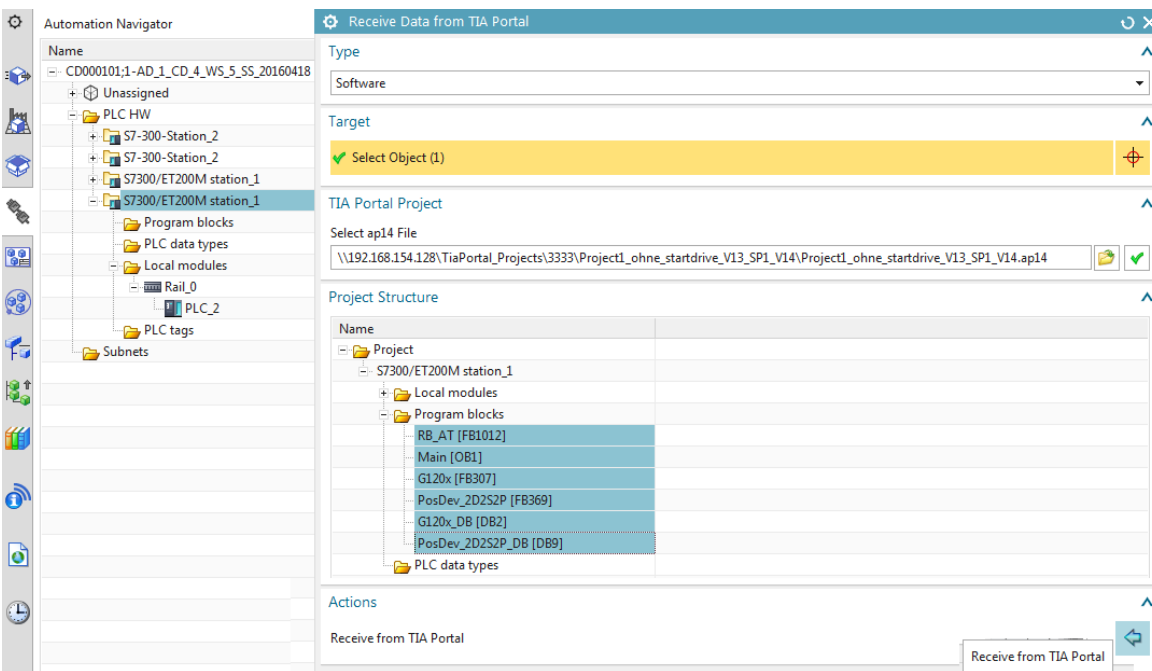 Automation Navigator
Name
CD000101;1-AD_1_CD_4_WS_5_SS_20160418
Unassigned
PLC HW
S7-300-Station_2
S7-300-Station_2
S7300/ET200M station_1
S7300/ET200M station_1
Program blocks
PLC data types
Local modules
Rail_0
PLC_2
PLC tags
Subnets
Receive Data from TIA Portal
Type
Software
Target
Select Object (1)
TIA Portal Project
Select ap14 File
\\192.168.154.128\TiaPortal_Projects\3333\Project1_ohne_startdrive_V13_SP1_V14\Project1_ohne_startdrive_V13_SP1_V14.ap14
Project Structure
Name
Project
S7300/ET200M station_1
Local modules
Program blocks
RB_AT [FB1012]
Main [OB1]
G120x [FB307]
PosDev_2D2S2P [FB369]
G120x_DB [DB2]
PosDev_2D2S2P_DB [DB9]
PLC data types
Actions
Receive from TIA Portal
Receive from TIA Portal